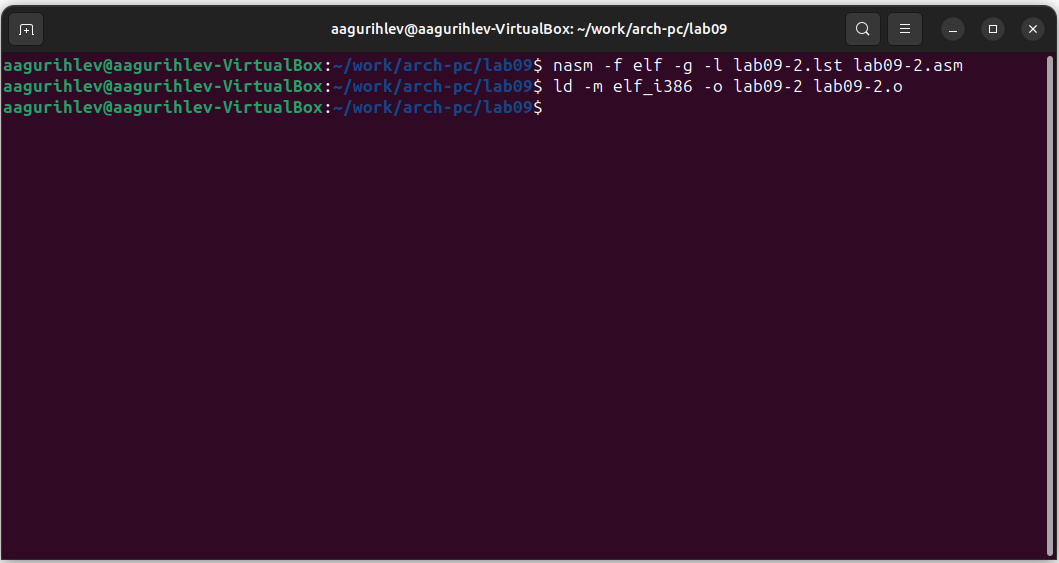 aagurihlev@aagurihlev-VirtualBox: ~/work/arch-pc/lab09
aagurihlev@aagurihlev-VirtualBox:~/work/arch-pc/lab09$ nasm -f elf -g -l lab09-2.lst lab09-2.asm
aagurihlev@aagurihlev-VirtualBox:~/work/arch-pc/lab09$ ld -m elf_i386 -o lab09-2 lab09-2.o
aagurihlev@aagurihlev-VirtualBox:~/work/arch-pc/lab09$